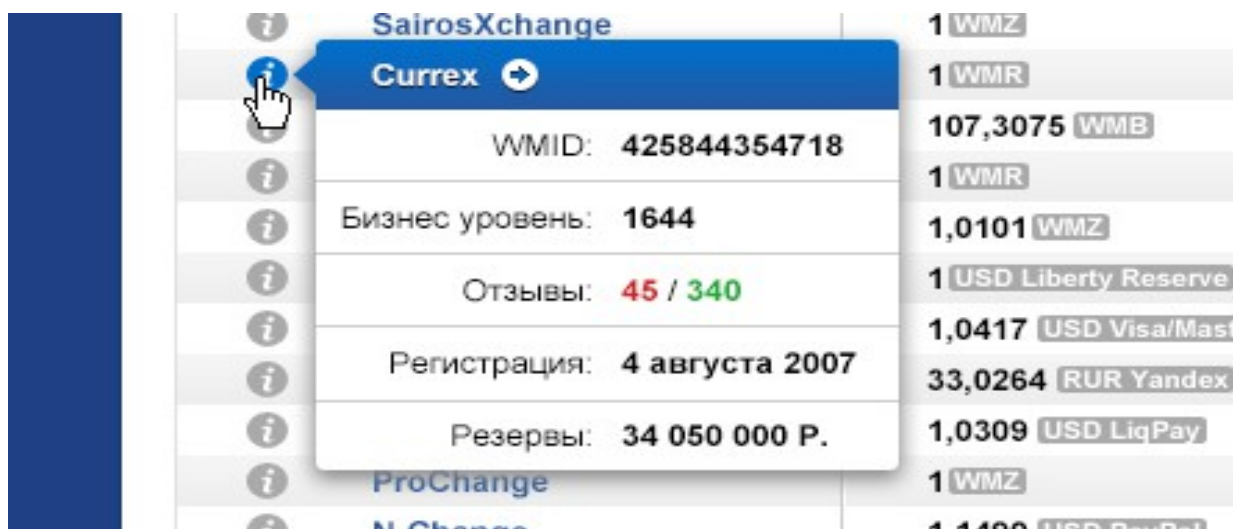 SairosXchange 1 WMZ
Currex 1 WMR
107,3075 WMB
WMID: 425844354718
1 WMR
Бизнес уровень: 1644
1,0101 WMZ
Отзывы: 45 / 340
1 USD Liberty Reserve
1,0417 USD Visa/Mast
Регистрация: 4 августа 2007
33,0264 RUR Yandex
Резервы: 34 050 000 Р.
1,0309 USD LiqPay
ProChange 1 WMZ